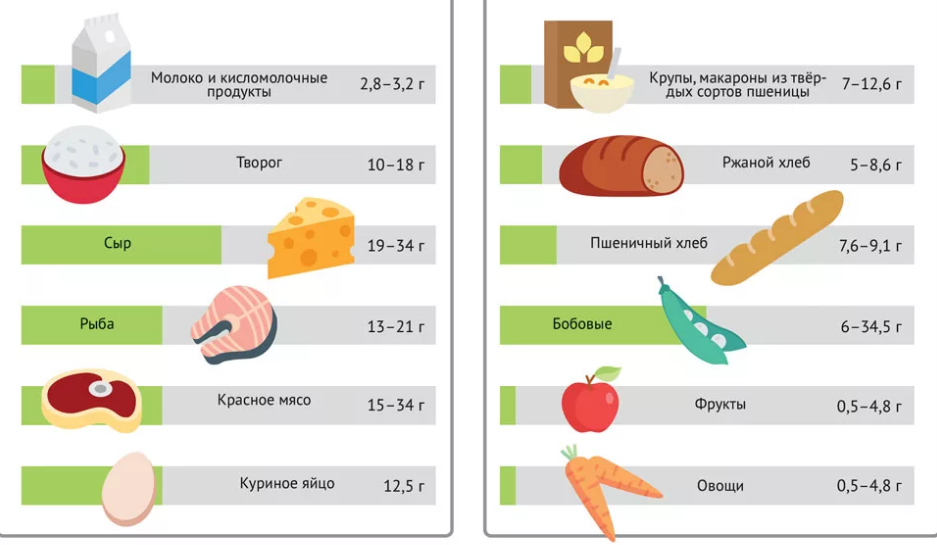 Молоко и кисломолочные
продукты
2,8–3,2 г
Творог
10–18 г
Сыр
19–34 г
Рыба
13–21 г
Красное мясо
15–34 г
Куриное яйцо
12,5 г
Крупы, макароны из твёр-
дых сортов пшеницы
7–12,6 г
Ржаной хлеб
5–8,6 г
Пшеничный хлеб
7,6–9,1 г
Бобовые
6–34,5 г
Фрукты
0,5–4,8 г
Овощи
0,5–4,8 г